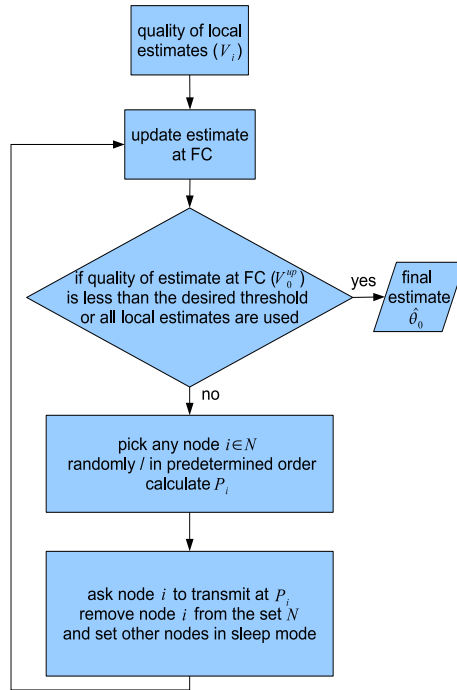 quality of local
estimates (V_i)
update estimate
at FC
if quality of estimate at FC (V_0^{up})
is less than the desired threshold
or all local estimates are used
yes
final
estimate
θ̂_0
no
pick any node i∈N
randomly / in predetermined order
calculate P_i
ask node i to transmit at P_i
remove node i from the set N
and set other nodes in sleep mode